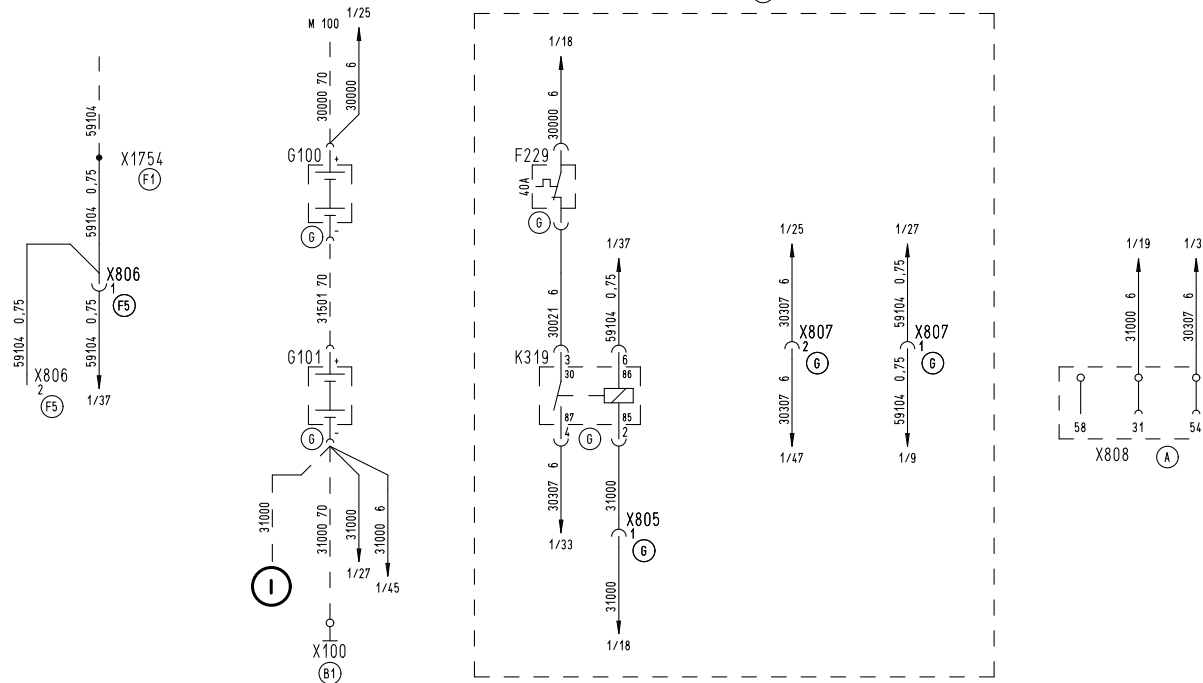 59104
X1754
F1
59104 0,75
X806
1
F5
59104 0,75
59104 0,75
X806
2
F5
1/37
M 100
1/25
30000 70
30000 6
G100
+
-
G
31501 70
G101
+
-
G
31000
31000 70
31000
31000 6
I
1/27
1/45
X100
B1
1/18
30000 6
F229
40A
G
30021 6
1/37
59104 0,75
K319
3
30
6
86
87
4
85
2
G
30307 6
1/33
31000
X805
1
G
31000
1/18
1/25
30307 6
X807
2
G
30307 6
1/47
1/27
59104 0,75
X807
1
G
59104 0,75
1/9
1/19
31000 6
1/3
30307 6
58
31
54
X808
A